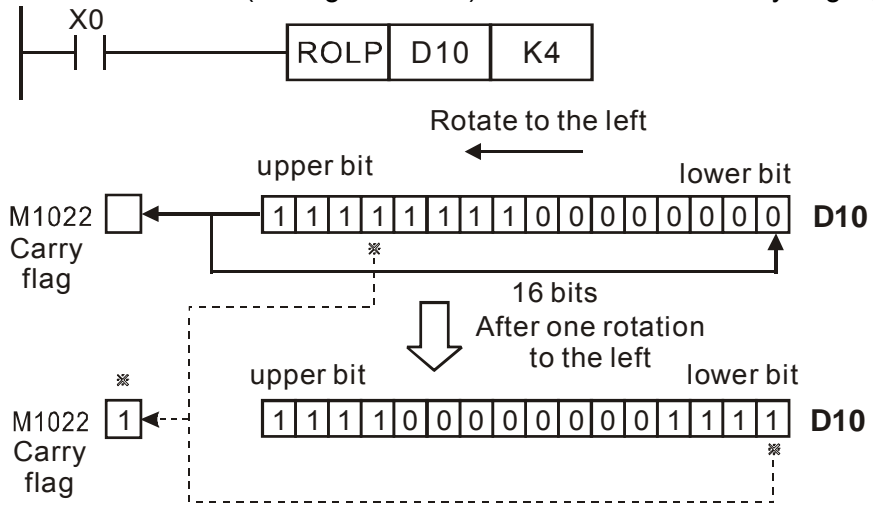 X0
ROLP D10 K4
Rotate to the left
upper bit lower bit
M1022 1 1 1 1 1 1 1 1 0 0 0 0 0 0 0 0 D10
Carry
flag
※
16 bits
After one rotation
to the left
※ upper bit lower bit
M1022 1 1 1 1 1 0 0 0 0 0 0 0 0 1 1 1 1 D10
Carry
flag
※